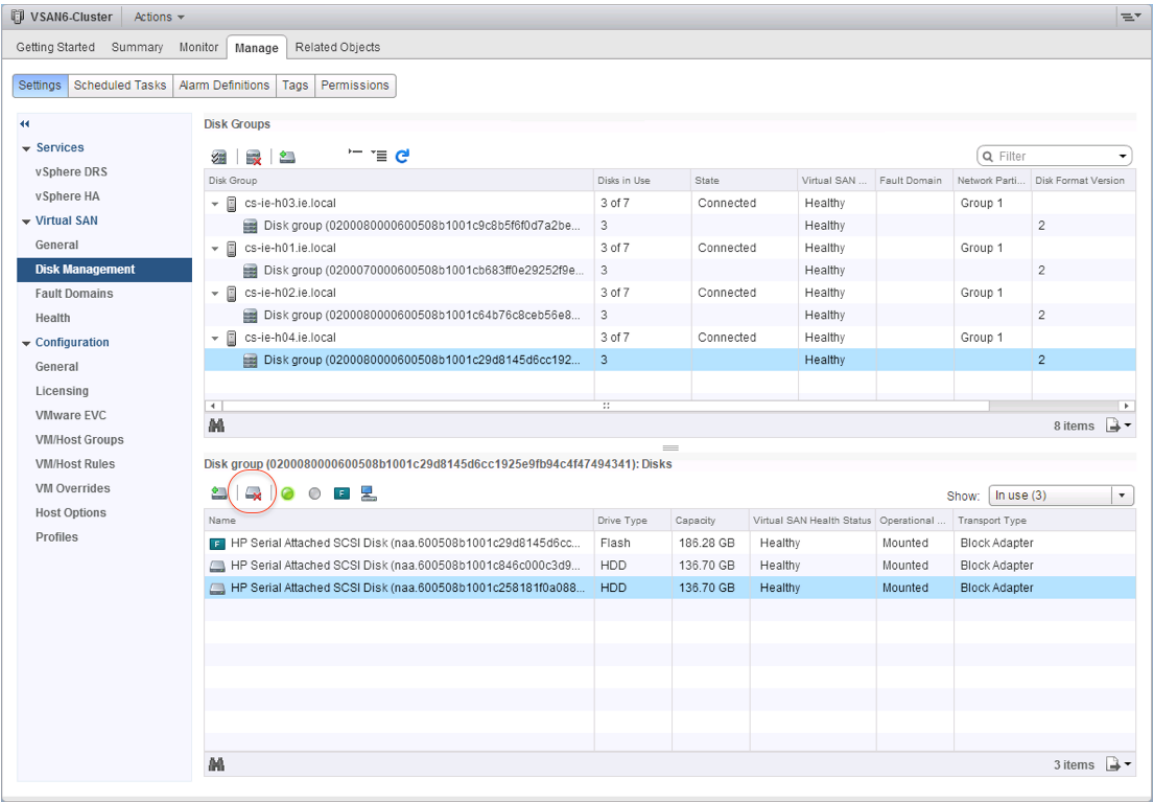 VSAN6-Cluster Actions
Getting Started Summary Monitor Manage Related Objects
Settings Scheduled Tasks Alarm Definitions Tags Permissions
Services
vSphere DRS
vSphere HA
Virtual SAN
General
Disk Management
Fault Domains
Health
Configuration
General
Licensing
VMware EVC
VM/Host Groups
VM/Host Rules
VM Overrides
Host Options
Profiles
Disk Groups
Filter
Disk Group Disks in Use State Virtual SAN ... Fault Domain Network Parti... Disk Format Version
cs-ie-h03.ie.local 3 of 7 Connected Healthy Group 1
Disk group (0200080000600508b1001c9c8b5f6f0d7a2be... 3 Healthy 2
cs-ie-h01.ie.local 3 of 7 Connected Healthy Group 1
Disk group (0200070000600508b1001cb683ff0e29252f9e... 3 Healthy 2
cs-ie-h02.ie.local 3 of 7 Connected Healthy Group 1
Disk group (0200080000600508b1001c64b76c8ceb56e8... 3 Healthy 2
cs-ie-h04.ie.local 3 of 7 Connected Healthy Group 1
Disk group (0200080000600508b1001c29d8145d6cc192... 3 Healthy 2
8 items
Disk group (0200080000600508b1001c29d8145d6cc1925e9fb94c4f47494341): Disks
F Show: In use (3)
Name Drive Type Capacity Virtual SAN Health Status Operational ... Transport Type
F HP Serial Attached SCSI Disk (naa.600508b1001c29d8145d6cc... Flash 186.28 GB Healthy Mounted Block Adapter
HP Serial Attached SCSI Disk (naa.600508b1001c846c000c3d9... HDD 136.70 GB Healthy Mounted Block Adapter
HP Serial Attached SCSI Disk (naa.600508b1001c258181f0a088... HDD 136.70 GB Healthy Mounted Block Adapter
3 items